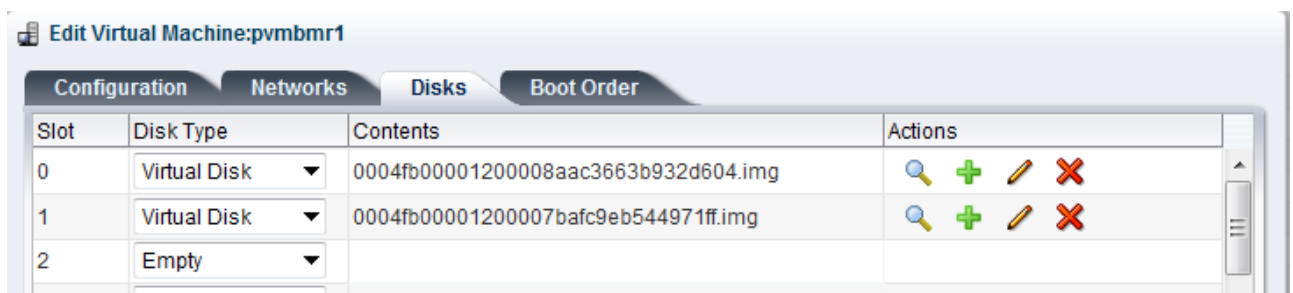 Edit Virtual Machine:pvmbmr1
Configuration Networks Disks Boot Order
Slot Disk Type Contents Actions
0 Virtual Disk 0004fb00001200008aac3663b932d604.img
1 Virtual Disk 0004fb00001200007bafc9eb544971ff.img
2 Empty